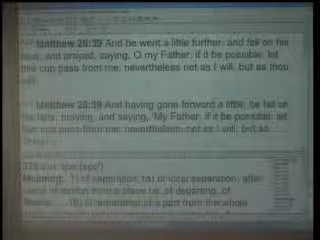 Matthew 26:39 And he went a little further, and fell on his
face, and prayed, saying, O my Father, if it be possible, let
this cup pass from me: nevertheless not as I will, but as thou
wilt.
Matthew 26:39 And having gone forward a little, he fell on
his face, praying, and saying, 'My Father, if it be possible, let
this cup pass from me; nevertheless, not as I will, but as
Thou.'
575 apo (apo')
Meaning: 1) of separation 1a) of local separation, after
verbs of motion from a place i.e. of departing, of
fleeing, ... 1b) of separation of a part from the whole